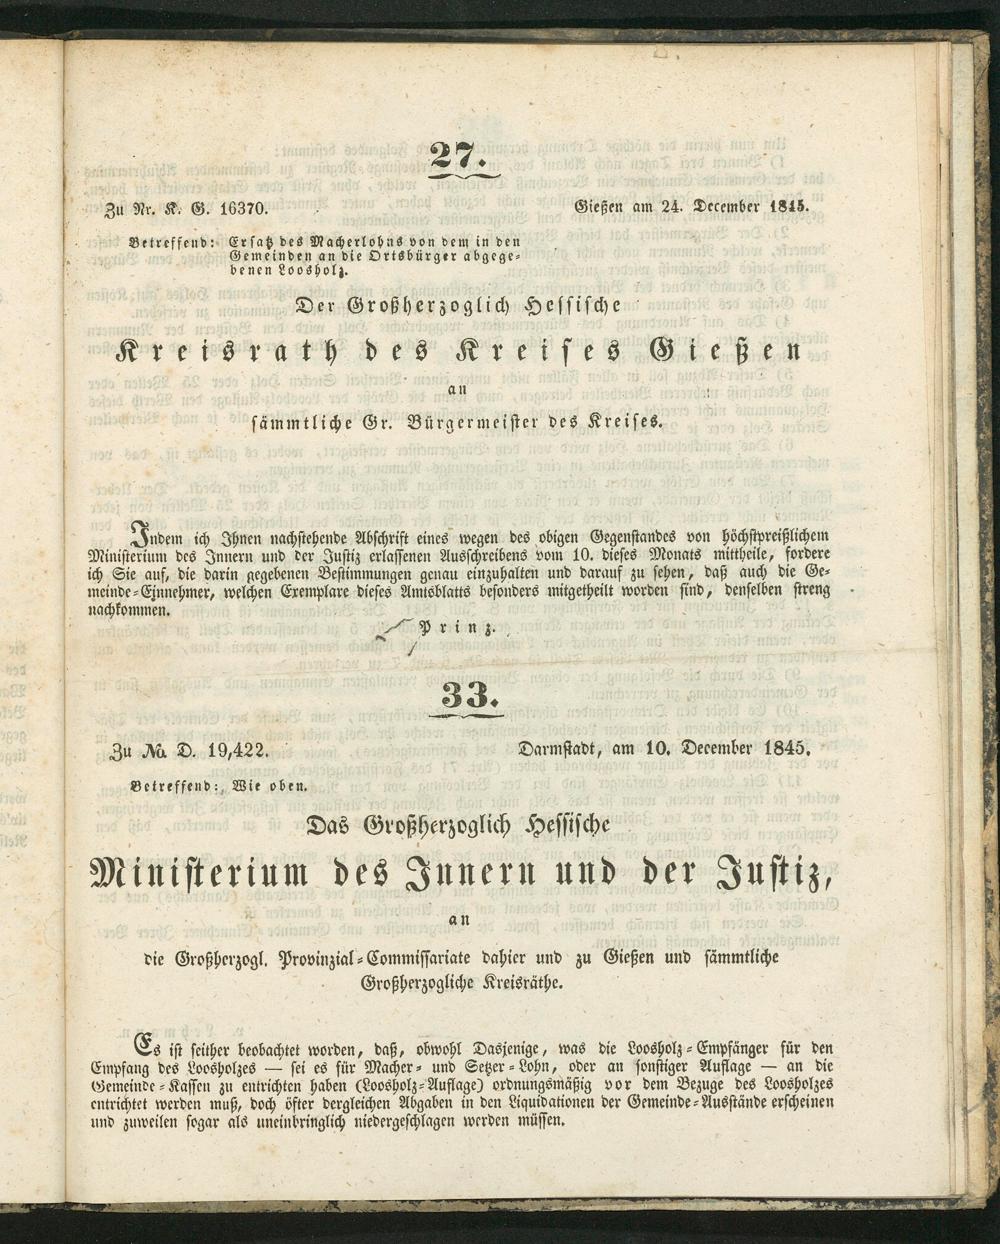 27.
Zu Nr. K. G. 16370.
Gießen am 24. December 1845.
Betreffend: Ersatz des Macherlohns von dem in den
Gemeinden an die Ortsbürger abgege-
benen Loosholz.
Der Großherzoglich Hessische
Kreisrath des Kreises Gießen
an
sämmtliche Gr. Bürgermeister des Kreises.
Indem ich Ihnen nachstehende Abschrift eines wegen des obigen Gegenstandes von höchstpreißlichem
Ministerium des Innern und der Justiz erlassenen Ausschreibens vom 10. dieses Monats mittheile, fordere
ich Sie auf, die darin gegebenen Bestimmungen genau einzuhalten und darauf zu sehen, daß auch die Ge-
meinde-Einnehmer, welchen Exemplare dieses Amtsblatts besonders mitgetheilt worden sind, denselben streng
nachkommen.
Prinz.
33.
Zu No. D. 19,422.
Darmstadt, am 10. December 1845.
Betreffend: Wie oben.
Das Großherzoglich Hessische
Ministerium des Innern und der Justiz,
an
die Großherzogl. Provinzial-Commissariate dahier und zu Gießen und sämmtliche
Großherzogliche Kreisräthe.
Es ist seither beobachtet worden, daß, obwohl Dasjenige, was die Loosholz-Empfänger für den
Empfang des Loosholzes — sei es für Macher- und Setzer-Lohn, oder an sonstiger Auflage — an die
Gemeinde-Kassen zu entrichten haben (Loosholz-Auflage) ordnungsmäßig vor dem Bezuge des Loosholzes
entrichtet werden muß, doch öfter dergleichen Abgaben in den Liquidationen der Gemeinde-Ausstände erscheinen
und zuweilen sogar als uneinbringlich niedergeschlagen werden müssen.